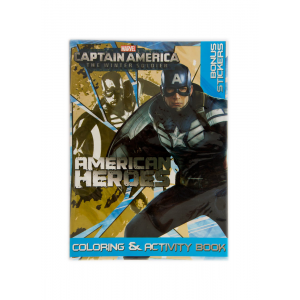 MARVEL
CAPTAIN AMERICA
THE WINTER SOLDIER
BONUS
STICKERS
AMERICAN
HEROES
COLORING & ACTIVITY BOOK